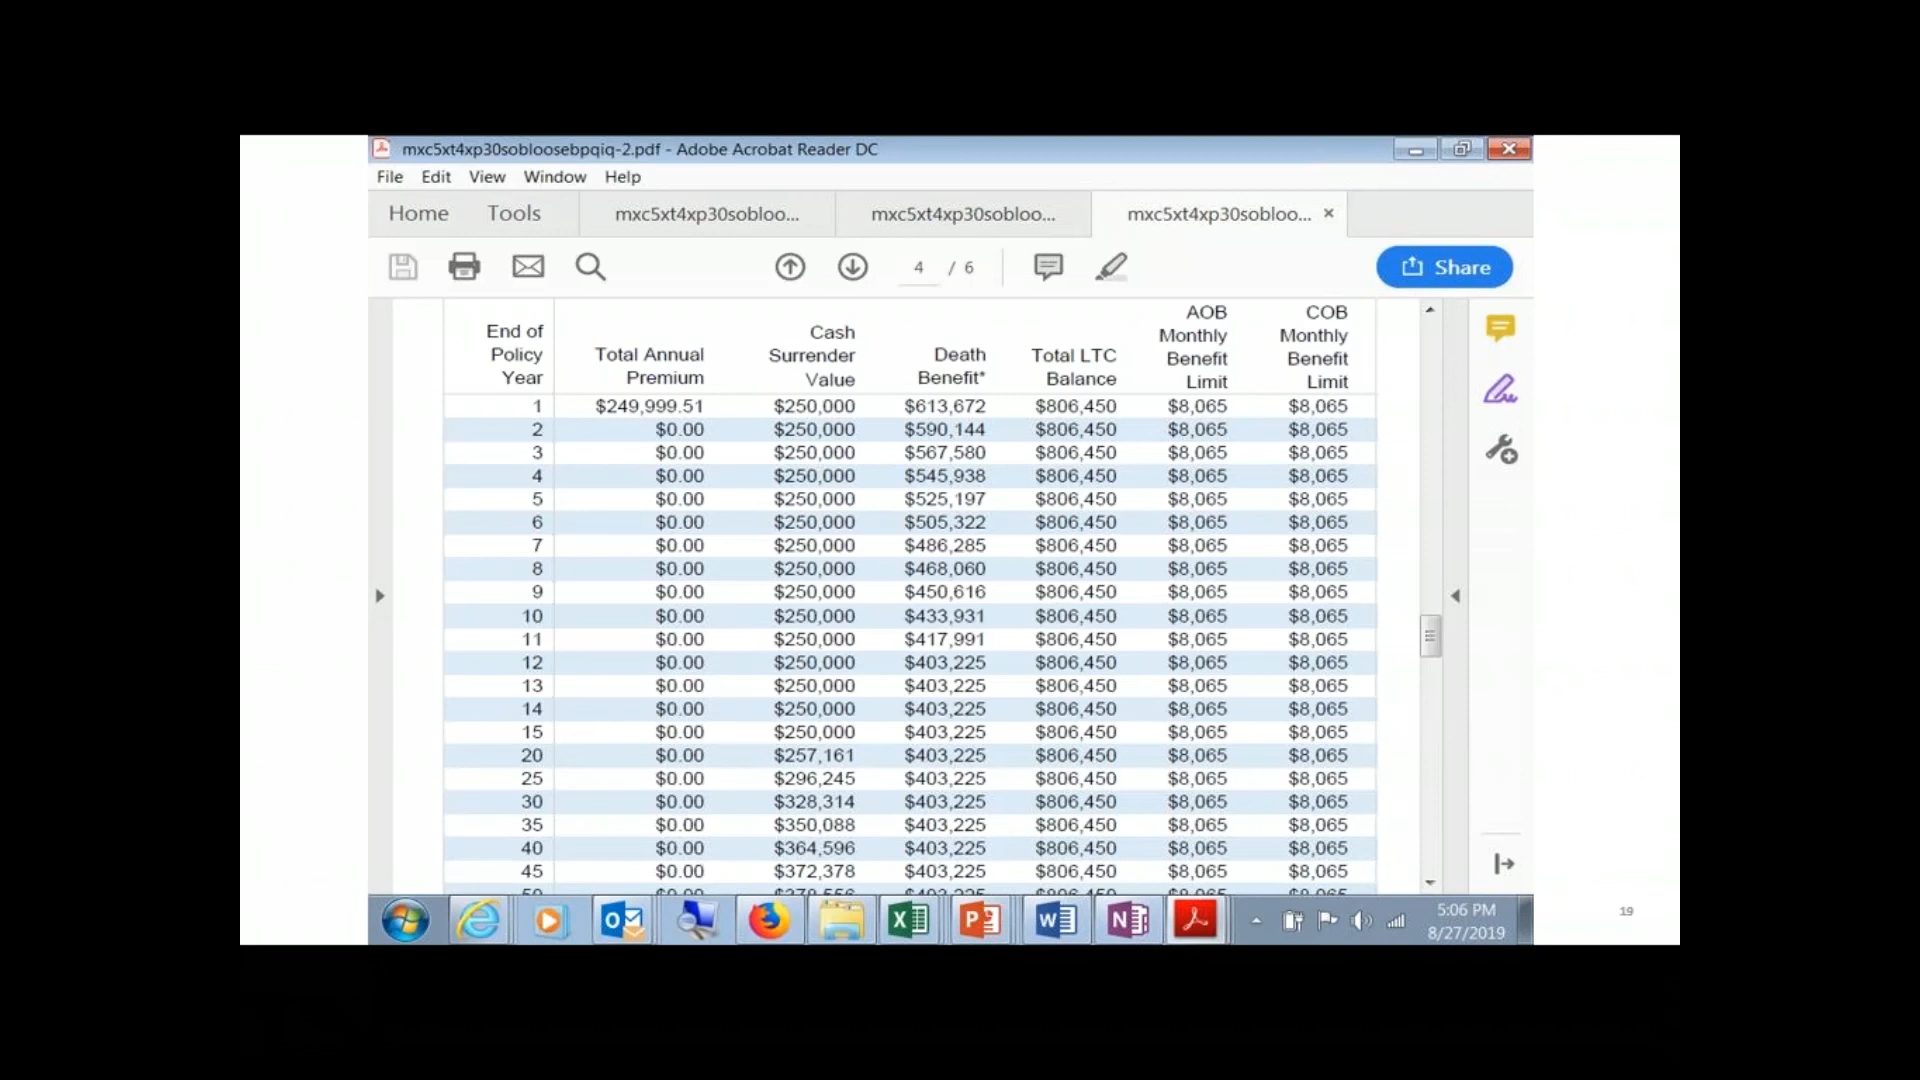 mxc5xt4xp30sobloosebpqiq-2.pdf - Adobe Acrobat Reader DC
File Edit View Window Help
Home Tools mxc5xt4xp30sobloo... mxc5xt4xp30sobloo... mxc5xt4xp30sobloo... ×
4 / 6 Share
End of Policy Year Total Annual Premium Cash Surrender Value Death Benefit* Total LTC Balance AOB Monthly Benefit Limit COB Monthly Benefit Limit
1 $249,999.51 $250,000 $613,672 $806,450 $8,065 $8,065
2 $0.00 $250,000 $590,144 $806,450 $8,065 $8,065
3 $0.00 $250,000 $567,580 $806,450 $8,065 $8,065
4 $0.00 $250,000 $545,938 $806,450 $8,065 $8,065
5 $0.00 $250,000 $525,197 $806,450 $8,065 $8,065
6 $0.00 $250,000 $505,322 $806,450 $8,065 $8,065
7 $0.00 $250,000 $486,285 $806,450 $8,065 $8,065
8 $0.00 $250,000 $468,060 $806,450 $8,065 $8,065
9 $0.00 $250,000 $450,616 $806,450 $8,065 $8,065
10 $0.00 $250,000 $433,931 $806,450 $8,065 $8,065
11 $0.00 $250,000 $417,991 $806,450 $8,065 $8,065
12 $0.00 $250,000 $403,225 $806,450 $8,065 $8,065
13 $0.00 $250,000 $403,225 $806,450 $8,065 $8,065
14 $0.00 $250,000 $403,225 $806,450 $8,065 $8,065
15 $0.00 $250,000 $403,225 $806,450 $8,065 $8,065
20 $0.00 $257,161 $403,225 $806,450 $8,065 $8,065
25 $0.00 $296,245 $403,225 $806,450 $8,065 $8,065
30 $0.00 $328,314 $403,225 $806,450 $8,065 $8,065
35 $0.00 $350,088 $403,225 $806,450 $8,065 $8,065
40 $0.00 $364,596 $403,225 $806,450 $8,065 $8,065
45 $0.00 $372,378 $403,225 $806,450 $8,065 $8,065
5:06 PM
8/27/2019
19